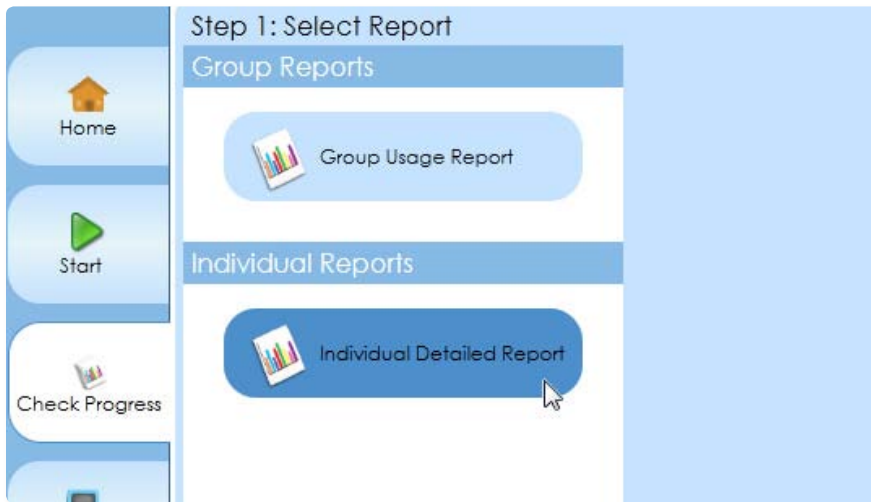 Step 1: Select Report
Group Reports
Home
Group Usage Report
Start
Individual Reports
Individual Detailed Report
Check Progress